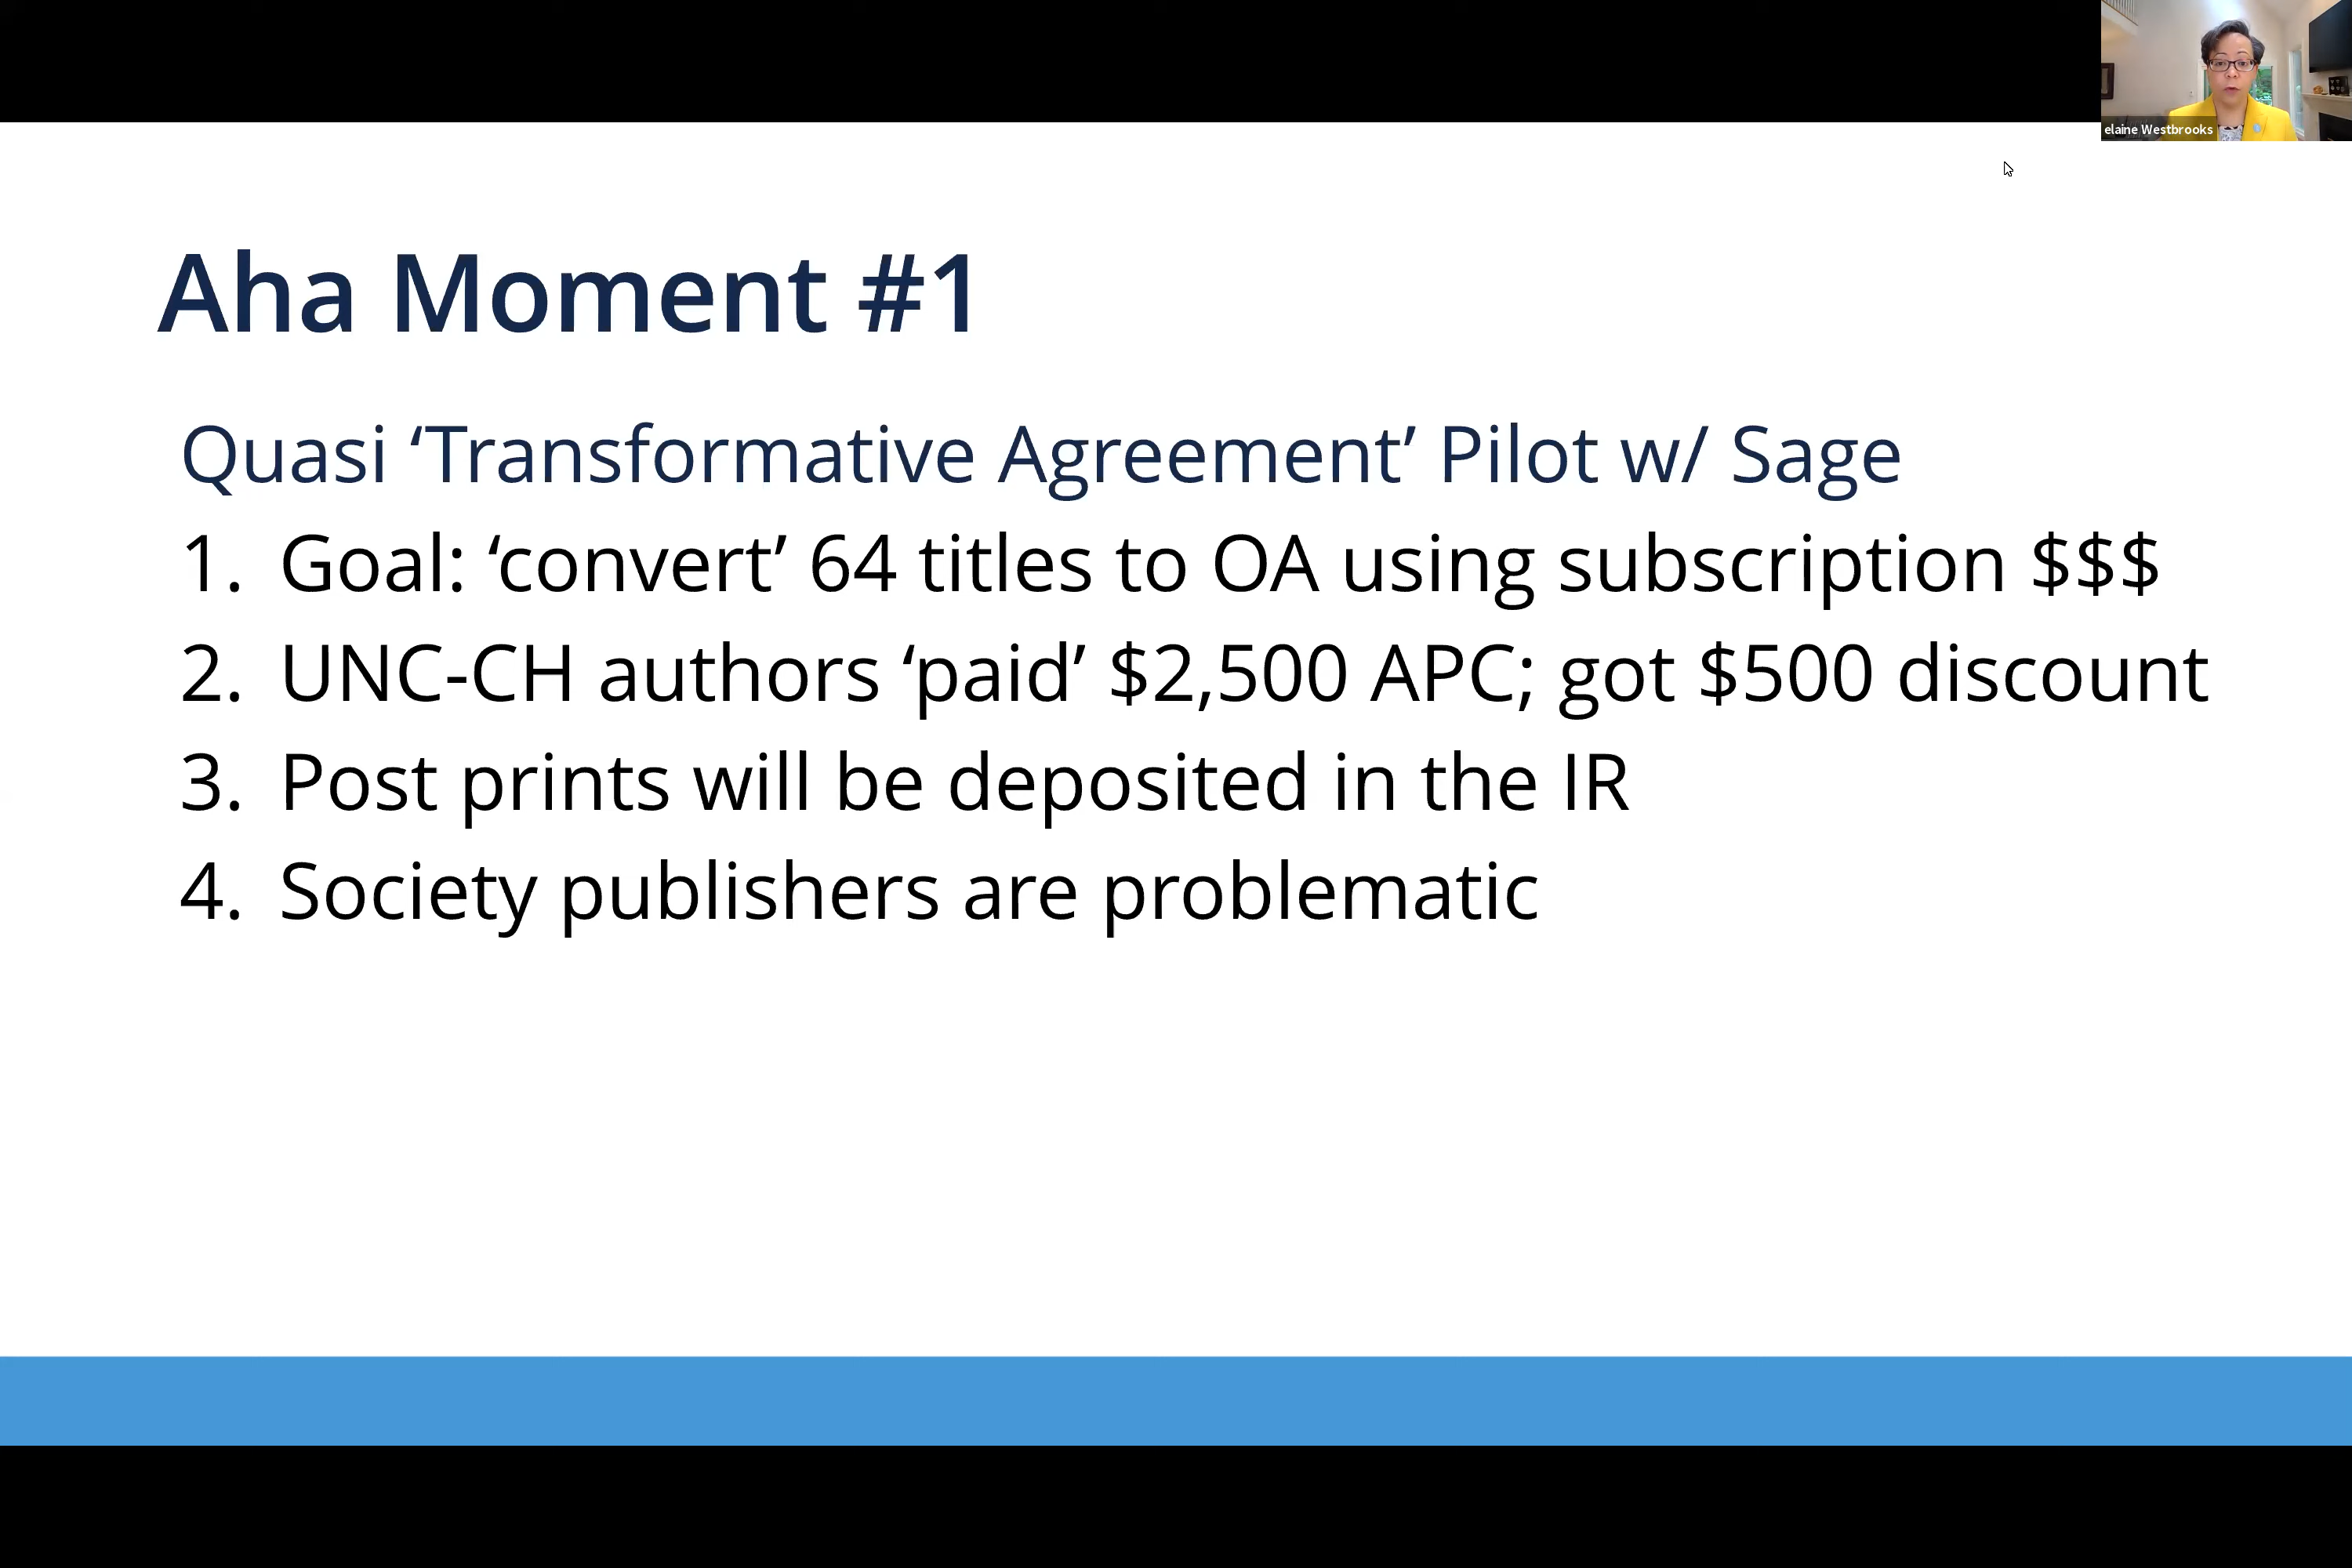 elaine Westbrooks
Aha Moment #1
Quasi ‘Transformative Agreement’ Pilot w/ Sage
1. Goal: ‘convert’ 64 titles to OA using subscription $$$
2. UNC-CH authors ‘paid’ $2,500 APC; got $500 discount
3. Post prints will be deposited in the IR
4. Society publishers are problematic